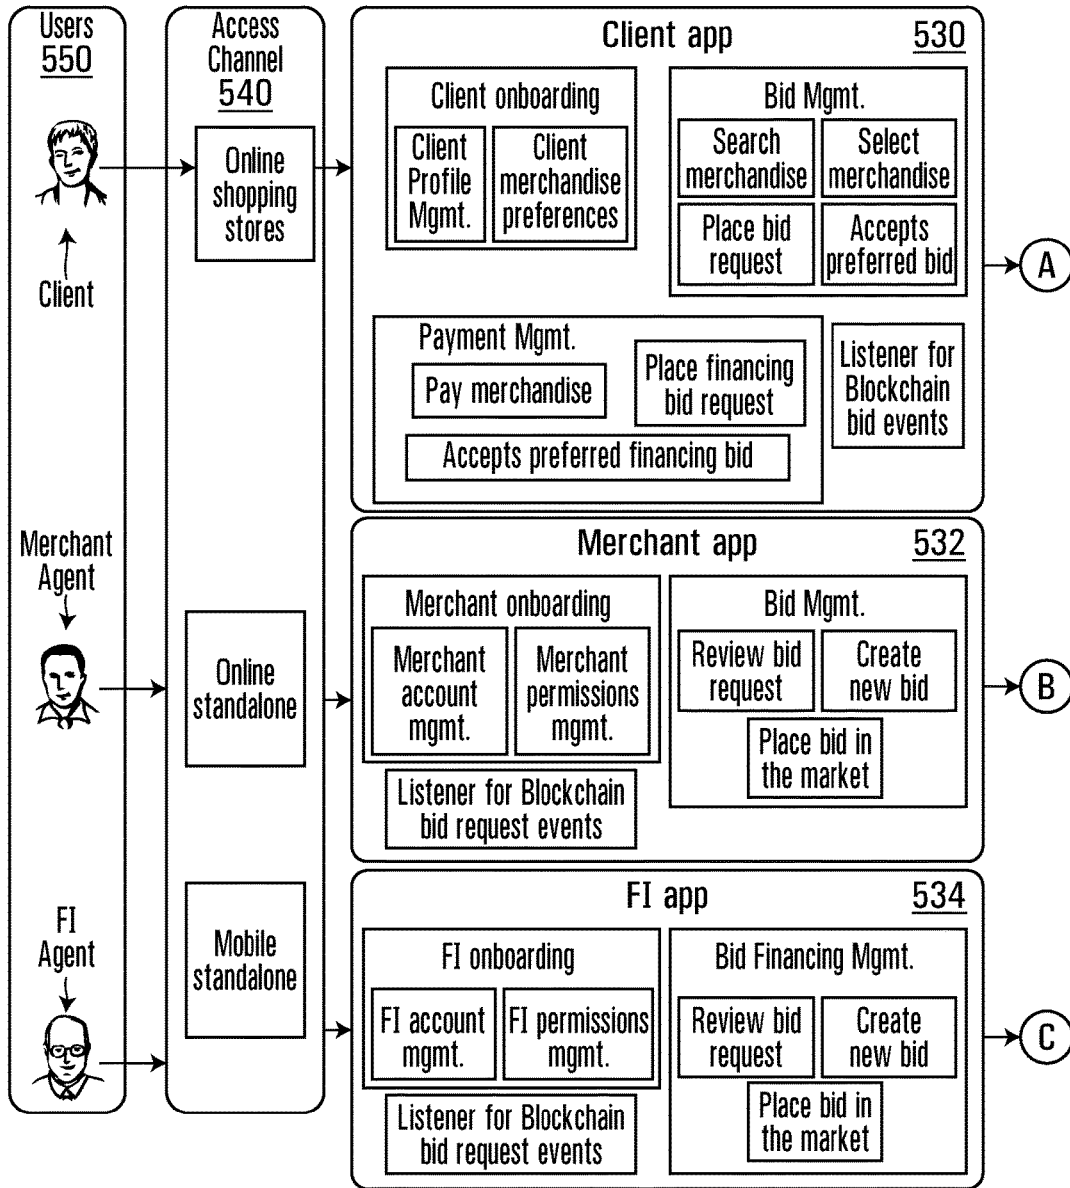 Users
550
Client
Merchant
Agent
FI
Agent
Access
Channel
540
Online
shopping
stores
Online
standalone
Mobile
standalone
Client app
530
Client onboarding
Client
Profile
Mgmt.
Client
merchandise
preferences
Bid Mgmt.
Search
merchandise
Select
merchandise
Place bid
request
Accepts
preferred bid
Payment Mgmt.
Pay merchandise
Place financing
bid request
Accepts preferred financing bid
Listener for
Blockchain
bid events
A
Merchant app
532
Merchant onboarding
Merchant
account
mgmt.
Merchant
permissions
mgmt.
Listener for Blockchain
bid request events
Bid Mgmt.
Review bid
request
Create
new bid
Place bid in
the market
B
FI app
534
FI onboarding
FI account
mgmt.
FI permissions
mgmt.
Listener for Blockchain
bid request events
Bid Financing Mgmt.
Review bid
request
Create
new bid
Place bid in
the market
C